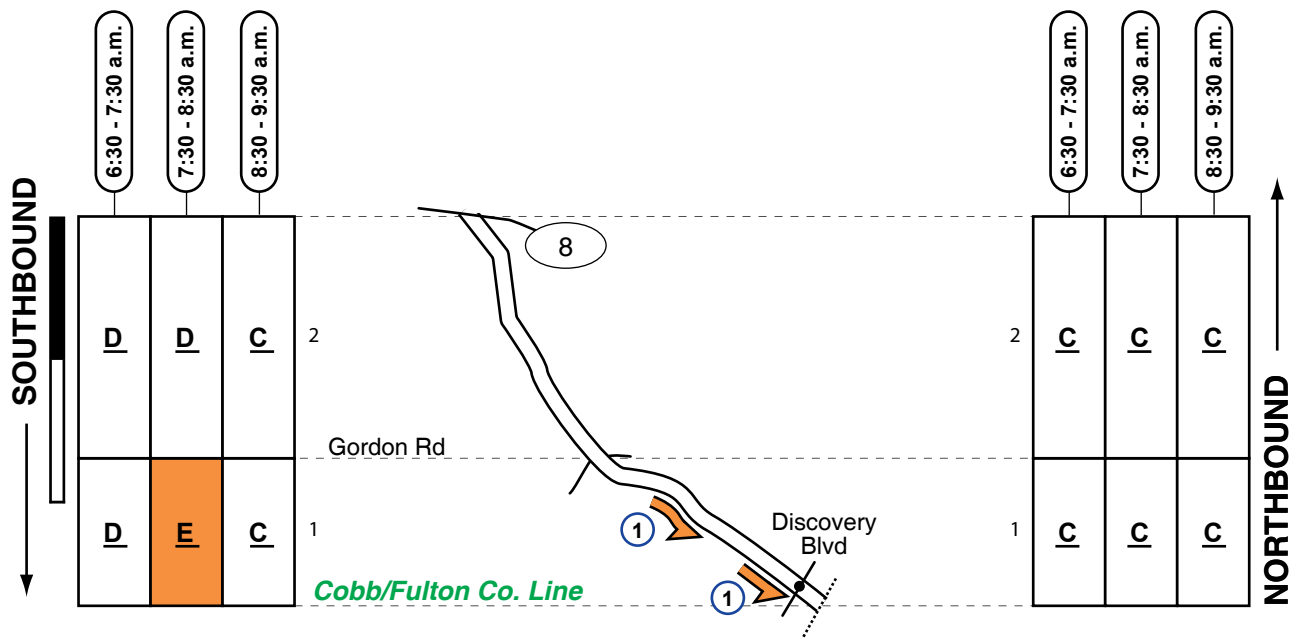 6:30 - 7:30 a.m.
7:30 - 8:30 a.m.
8:30 - 9:30 a.m.
6:30 - 7:30 a.m.
7:30 - 8:30 a.m.
8:30 - 9:30 a.m.
SOUTHBOUND
NORTHBOUND
8
D D C 2
2 C C C
Gordon Rd
D E C 1
1 C C C
1
Discovery
Blvd
1
Cobb/Fulton Co. Line